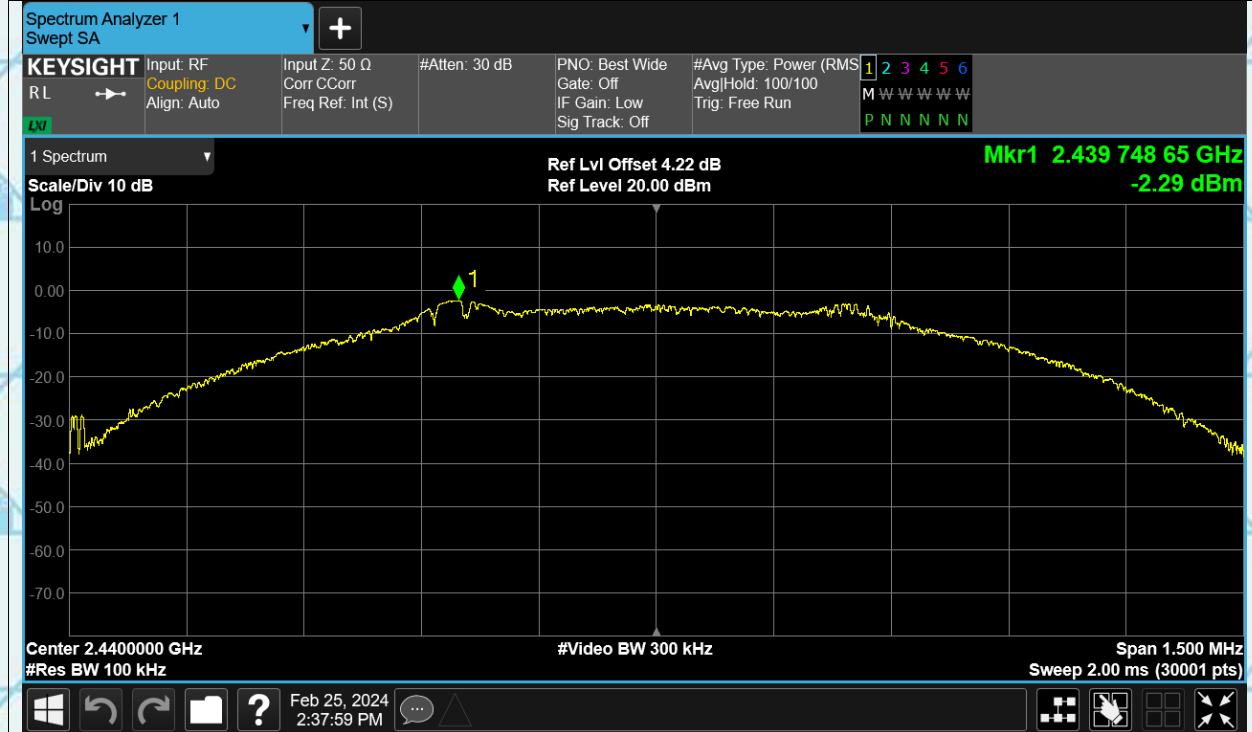 Spectrum Analyzer 1
Swept SA
KEYSIGHT
RL
LXI
Input: RF
Coupling: DC
Align: Auto
Input Z: 50 Ω
Corr CCorr
Freq Ref: Int (S)
#Atten: 30 dB
PNO: Best Wide
Gate: Off
IF Gain: Low
Sig Track: Off
#Avg Type: Power (RMS
Avg|Hold: 100/100
Trig: Free Run
1 2 3 4 5 6
M W W W W W
P N N N N N
1 Spectrum
Scale/Div 10 dB
Log
Ref Lvl Offset 4.22 dB
Ref Level 20.00 dBm
Mkr1 2.439 748 65 GHz
-2.29 dBm
1
10.0
0.00
-10.0
-20.0
-30.0
-40.0
-50.0
-60.0
-70.0
Center 2.4400000 GHz
#Res BW 100 kHz
#Video BW 300 kHz
Span 1.500 MHz
Sweep 2.00 ms (30001 pts)
?
Feb 25, 2024
2:37:59 PM